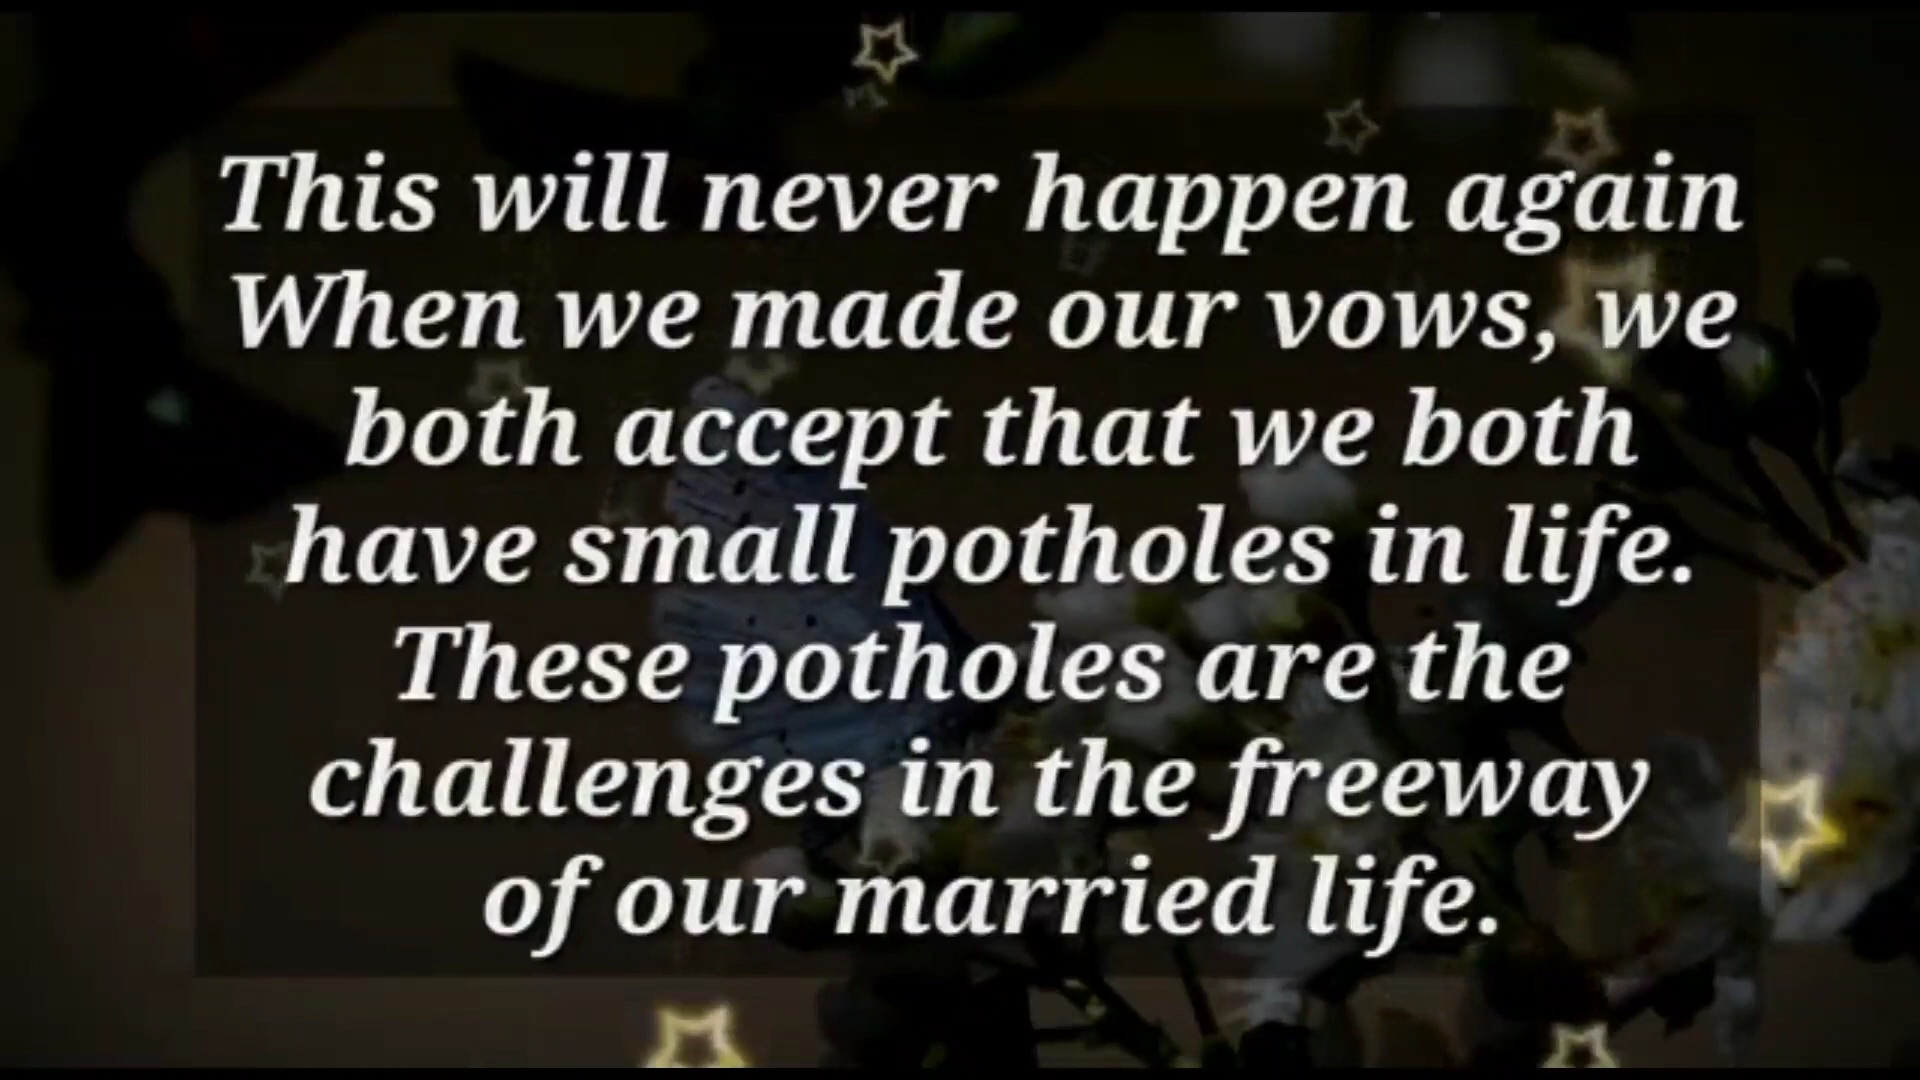 This will never happen again
When we made our vows, we
both accept that we both
have small potholes in life.
These potholes are the
challenges in the freeway
of our married life.